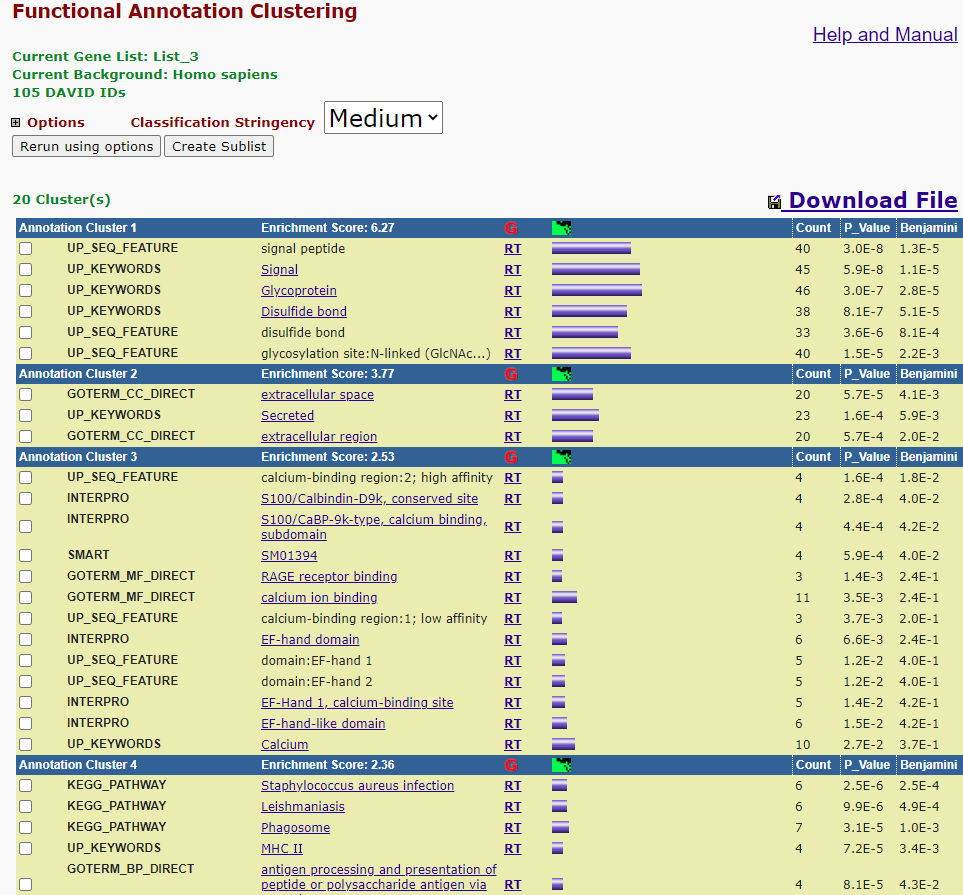 Functional Annotation Clustering
Help and Manual
Current Gene List: List_3
Current Background: Homo sapiens
105 DAVID IDs
Options Classification Stringency Medium
Rerun using options Create Sublist
20 Cluster(s) Download File
Annotation Cluster 1 Enrichment Score: 6.27 G Count P_Value Benjamini
UP_SEQ_FEATURE signal peptide RT 40 3.0E-8 1.3E-5
UP_KEYWORDS Signal RT 45 5.9E-8 1.1E-5
UP_KEYWORDS Glycoprotein RT 46 3.0E-7 2.8E-5
UP_KEYWORDS Disulfide bond RT 38 8.1E-7 5.1E-5
UP_SEQ_FEATURE disulfide bond RT 33 3.6E-6 8.1E-4
UP_SEQ_FEATURE glycosylation site:N-linked (GlcNAc...) RT 40 1.5E-5 2.2E-3
Annotation Cluster 2 Enrichment Score: 3.77 G Count P_Value Benjamini
GOTERM_CC_DIRECT extracellular space RT 20 5.7E-5 4.1E-3
UP_KEYWORDS Secreted RT 23 1.6E-4 5.9E-3
GOTERM_CC_DIRECT extracellular region RT 20 5.7E-4 2.0E-2
Annotation Cluster 3 Enrichment Score: 2.53 G Count P_Value Benjamini
UP_SEQ_FEATURE calcium-binding region:2; high affinity RT 4 1.6E-4 1.8E-2
INTERPRO S100/Calbindin-D9k, conserved site RT 4 2.8E-4 4.0E-2
INTERPRO S100/CaBP-9k-type, calcium binding,
subdomain RT 4 4.4E-4 4.2E-2
SMART SM01394 RT 4 5.9E-4 4.0E-2
GOTERM_MF_DIRECT RAGE receptor binding RT 3 1.4E-3 2.4E-1
GOTERM_MF_DIRECT calcium ion binding RT 11 3.5E-3 2.4E-1
UP_SEQ_FEATURE calcium-binding region:1; low affinity RT 3 3.7E-3 2.0E-1
INTERPRO EF-hand domain RT 6 6.6E-3 2.4E-1
UP_SEQ_FEATURE domain:EF-hand 1 RT 5 1.2E-2 4.0E-1
UP_SEQ_FEATURE domain:EF-hand 2 RT 5 1.2E-2 4.0E-1
INTERPRO EF-Hand 1, calcium-binding site RT 5 1.4E-2 4.2E-1
INTERPRO EF-hand-like domain RT 6 1.5E-2 4.2E-1
UP_KEYWORDS Calcium RT 10 2.7E-2 3.7E-1
Annotation Cluster 4 Enrichment Score: 2.36 G Count P_Value Benjamini
KEGG_PATHWAY Staphylococcus aureus infection RT 6 2.5E-6 2.5E-4
KEGG_PATHWAY Leishmaniasis RT 6 9.9E-6 4.9E-4
KEGG_PATHWAY Phagosome RT 7 3.1E-5 1.0E-3
UP_KEYWORDS MHC II RT 4 7.2E-5 3.4E-3
GOTERM_BP_DIRECT antigen processing and presentation of
peptide or polysaccharide antigen via RT 4 8.1E-5 4.3E-2